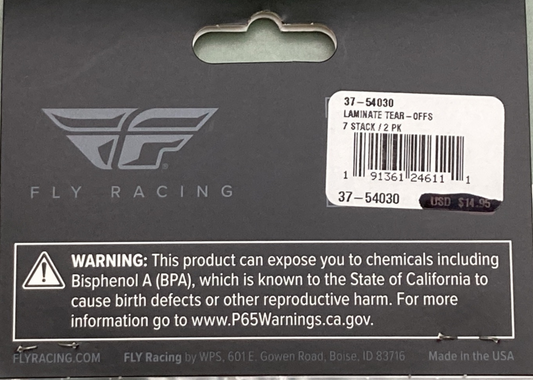 37-54030
LAMINATE TEAR-OFFS
7 STACK / 2 PK
1 91361 24611 1
37-54030 USD $14.95
FLY RACING
WARNING: This product can expose you to chemicals including
Bisphenol A (BPA), which is known to the State of California to
cause birth defects or other reproductive harm. For more
information go to www.P65Warnings.ca.gov.
FLYRACING.COM FLY Racing by WPS, 601 E. Gowen Road, Boise, ID 83716 Made in the USA